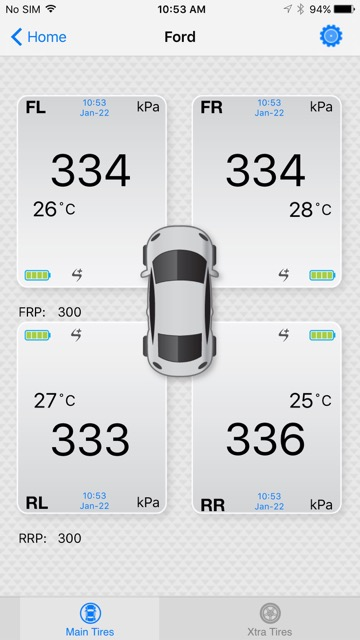 No SIM 10:53 AM 94%
Home Ford
FL 10:53 kPa FR 10:53 kPa
Jan-22 Jan-22
334 334
26°C 28°C
FRP: 300
27°C 25°C
333 336
RL 10:53 kPa RR 10:53 kPa
Jan-22 Jan-22
RRP: 300
Main Tires Xtra Tires